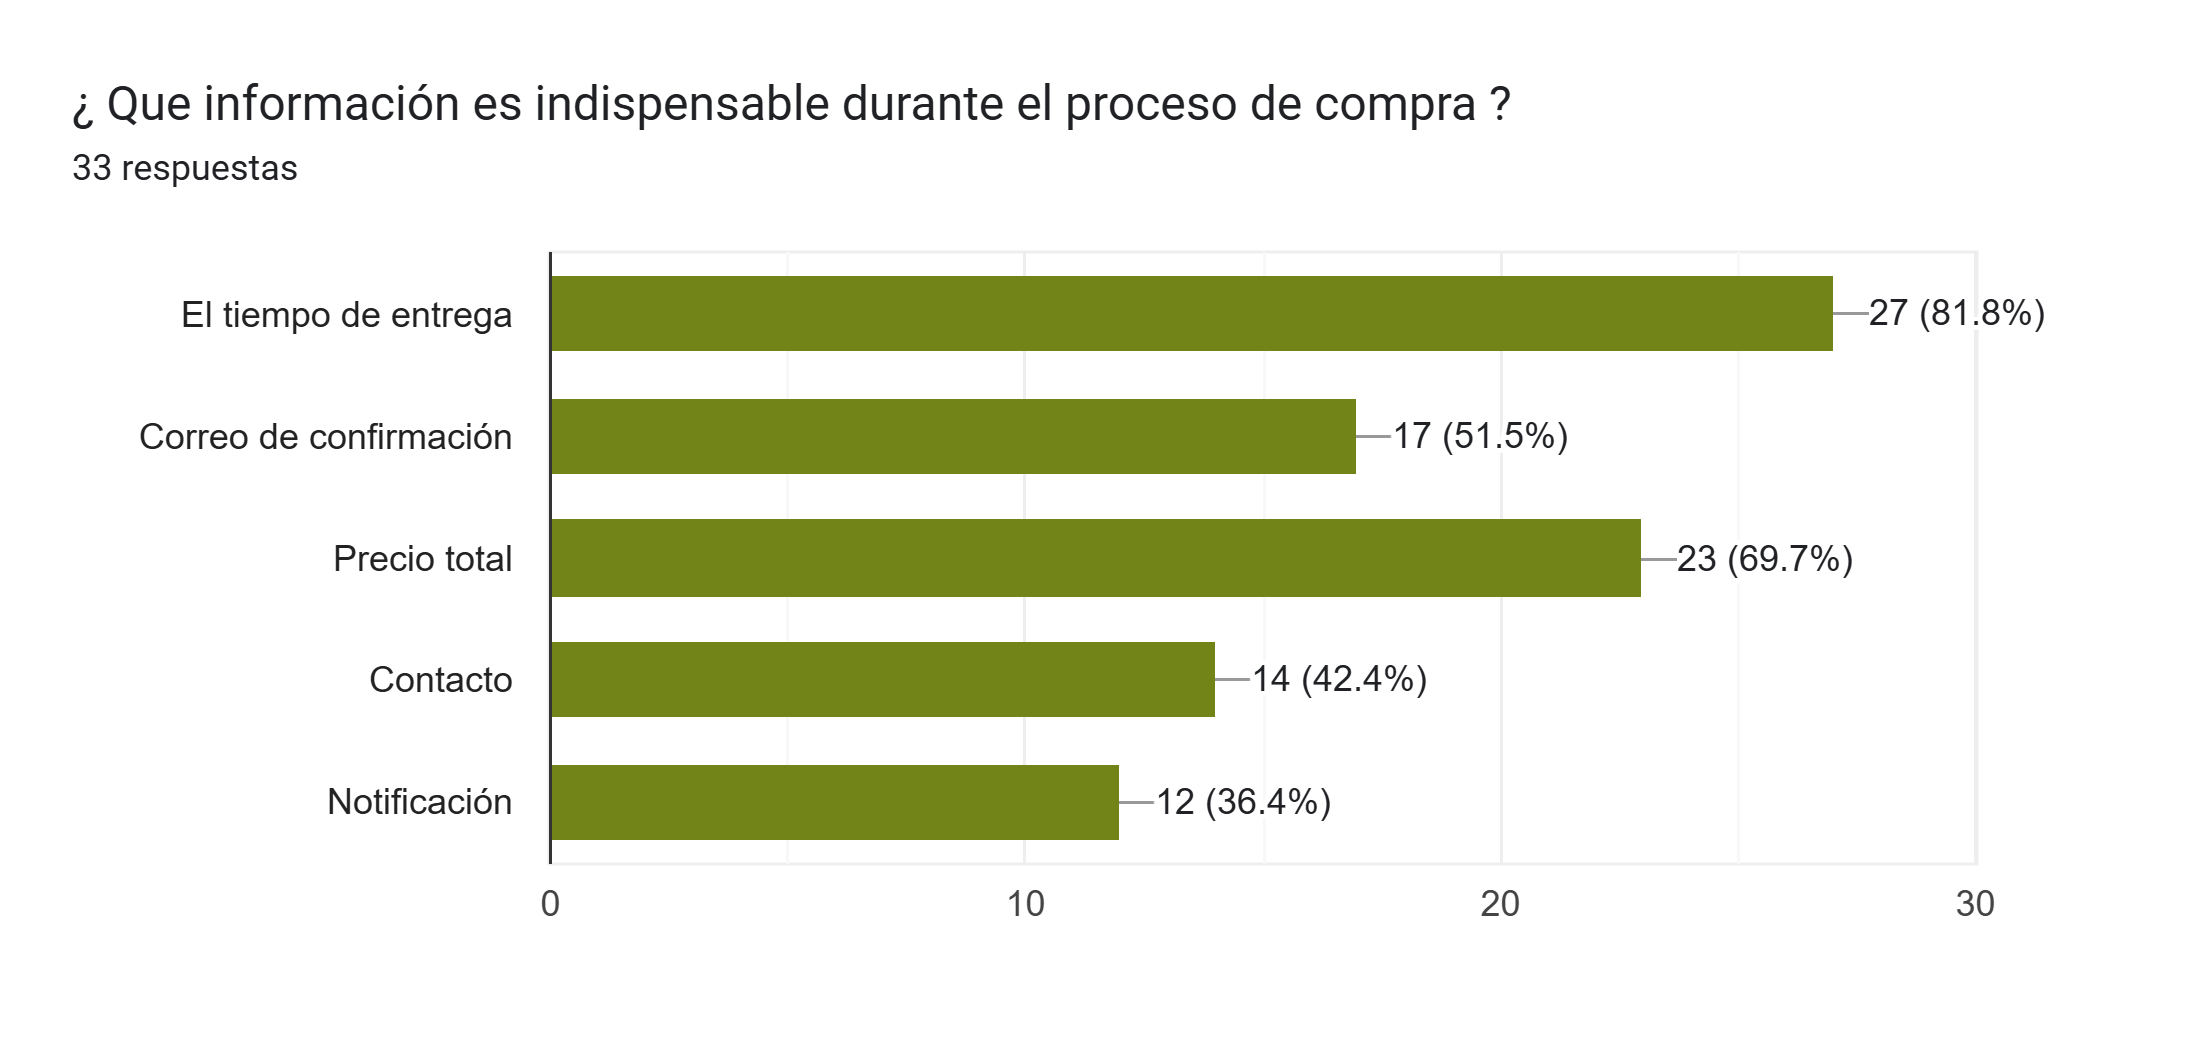 ¿ Que información es indispensable durante el proceso de compra ?
33 respuestas
El tiempo de entrega 27 (81.8%)
Correo de confirmación 17 (51.5%)
Precio total 23 (69.7%)
Contacto 14 (42.4%)
Notificación 12 (36.4%)
0 10 20 30